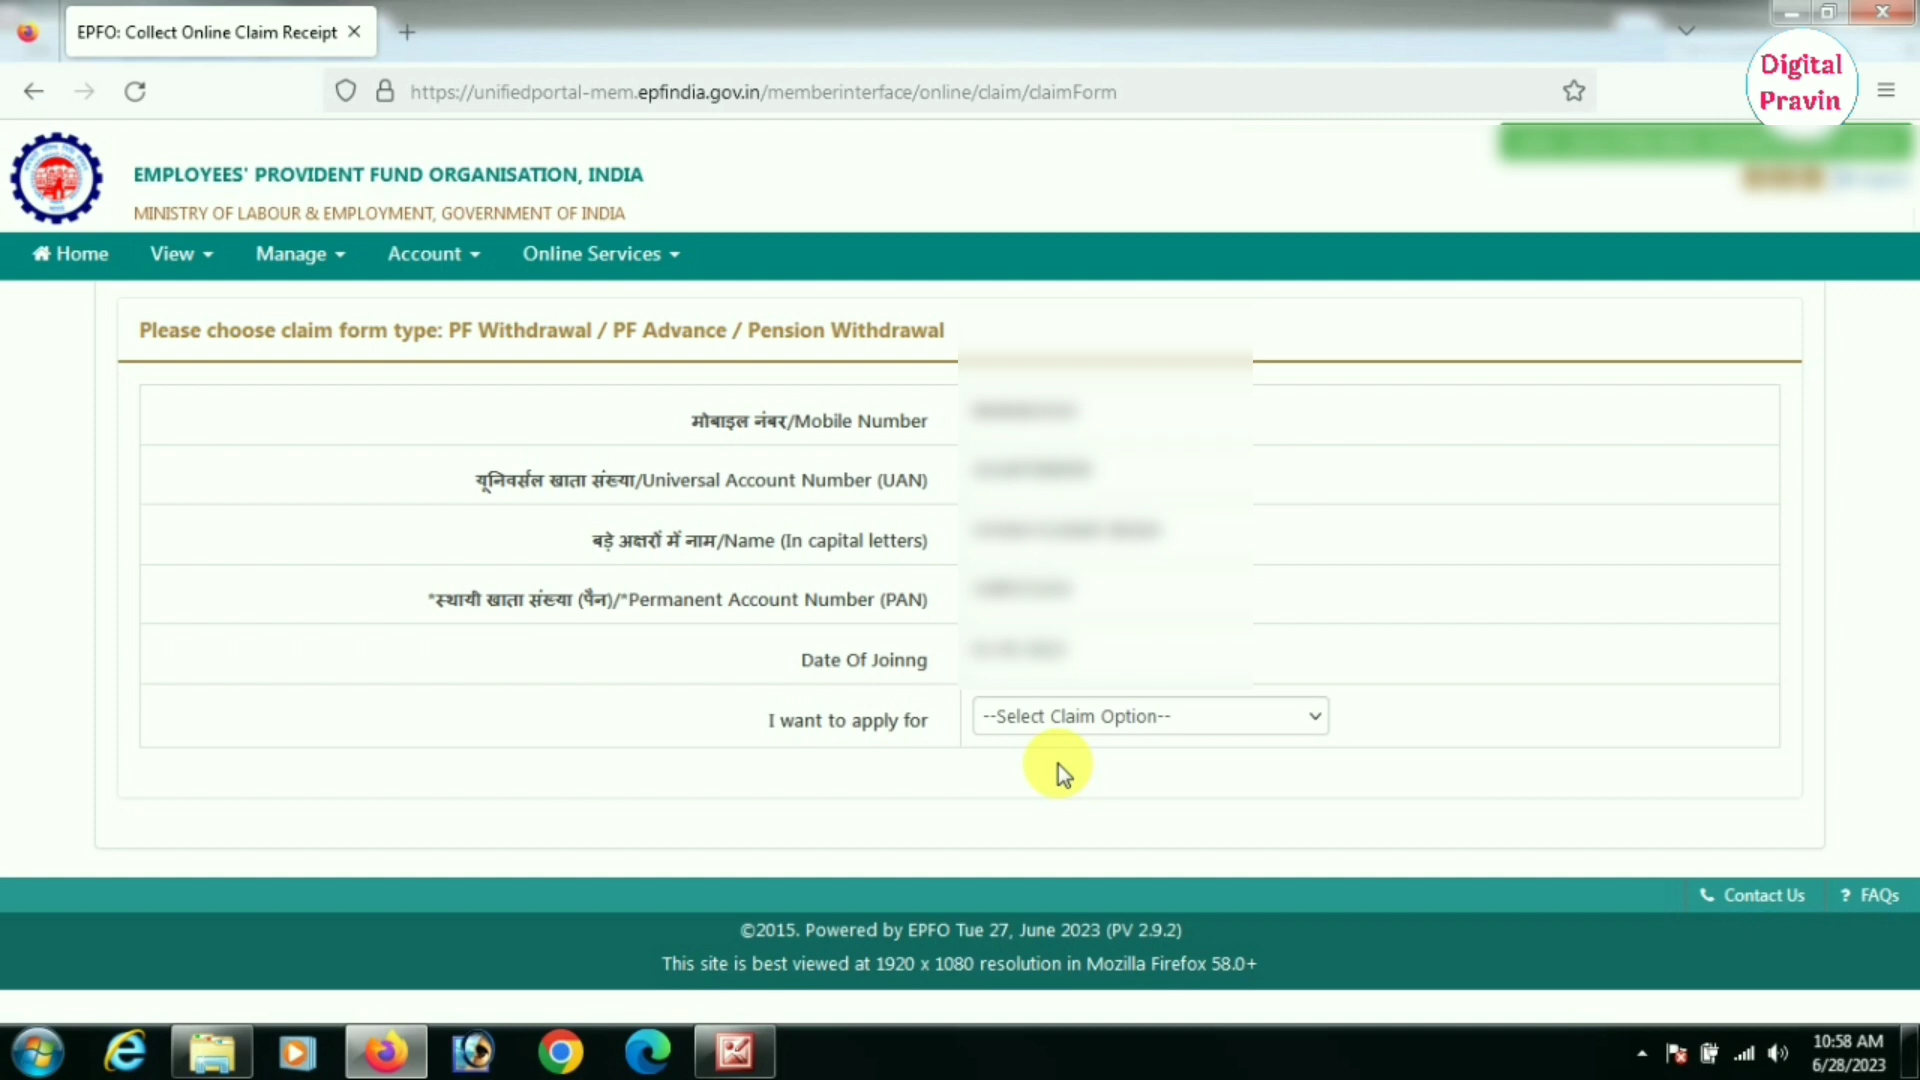 EPFO: Collect Online Claim Receipt
https://unifiedportal-mem.epfindia.gov.in/memberinterface/online/claim/claimForm
Digital
Pravin
EMPLOYEES' PROVIDENT FUND ORGANISATION, INDIA
MINISTRY OF LABOUR & EMPLOYMENT, GOVERNMENT OF INDIA
Home View Manage Account Online Services
Please choose claim form type: PF Withdrawal / PF Advance / Pension Withdrawal
मोबाइल नंबर/Mobile Number
यूनिवर्सल खाता संख्या/Universal Account Number (UAN)
बड़े अक्षरों में नाम/Name (In capital letters)
*स्थायी खाता संख्या (पैन)/*Permanent Account Number (PAN)
Date Of Joinng
I want to apply for --Select Claim Option--
Contact Us ? FAQs
©2015. Powered by EPFO Tue 27, June 2023 (PV 2.9.2)
This site is best viewed at 1920 x 1080 resolution in Mozilla Firefox 58.0+
10:58 AM
6/28/2023